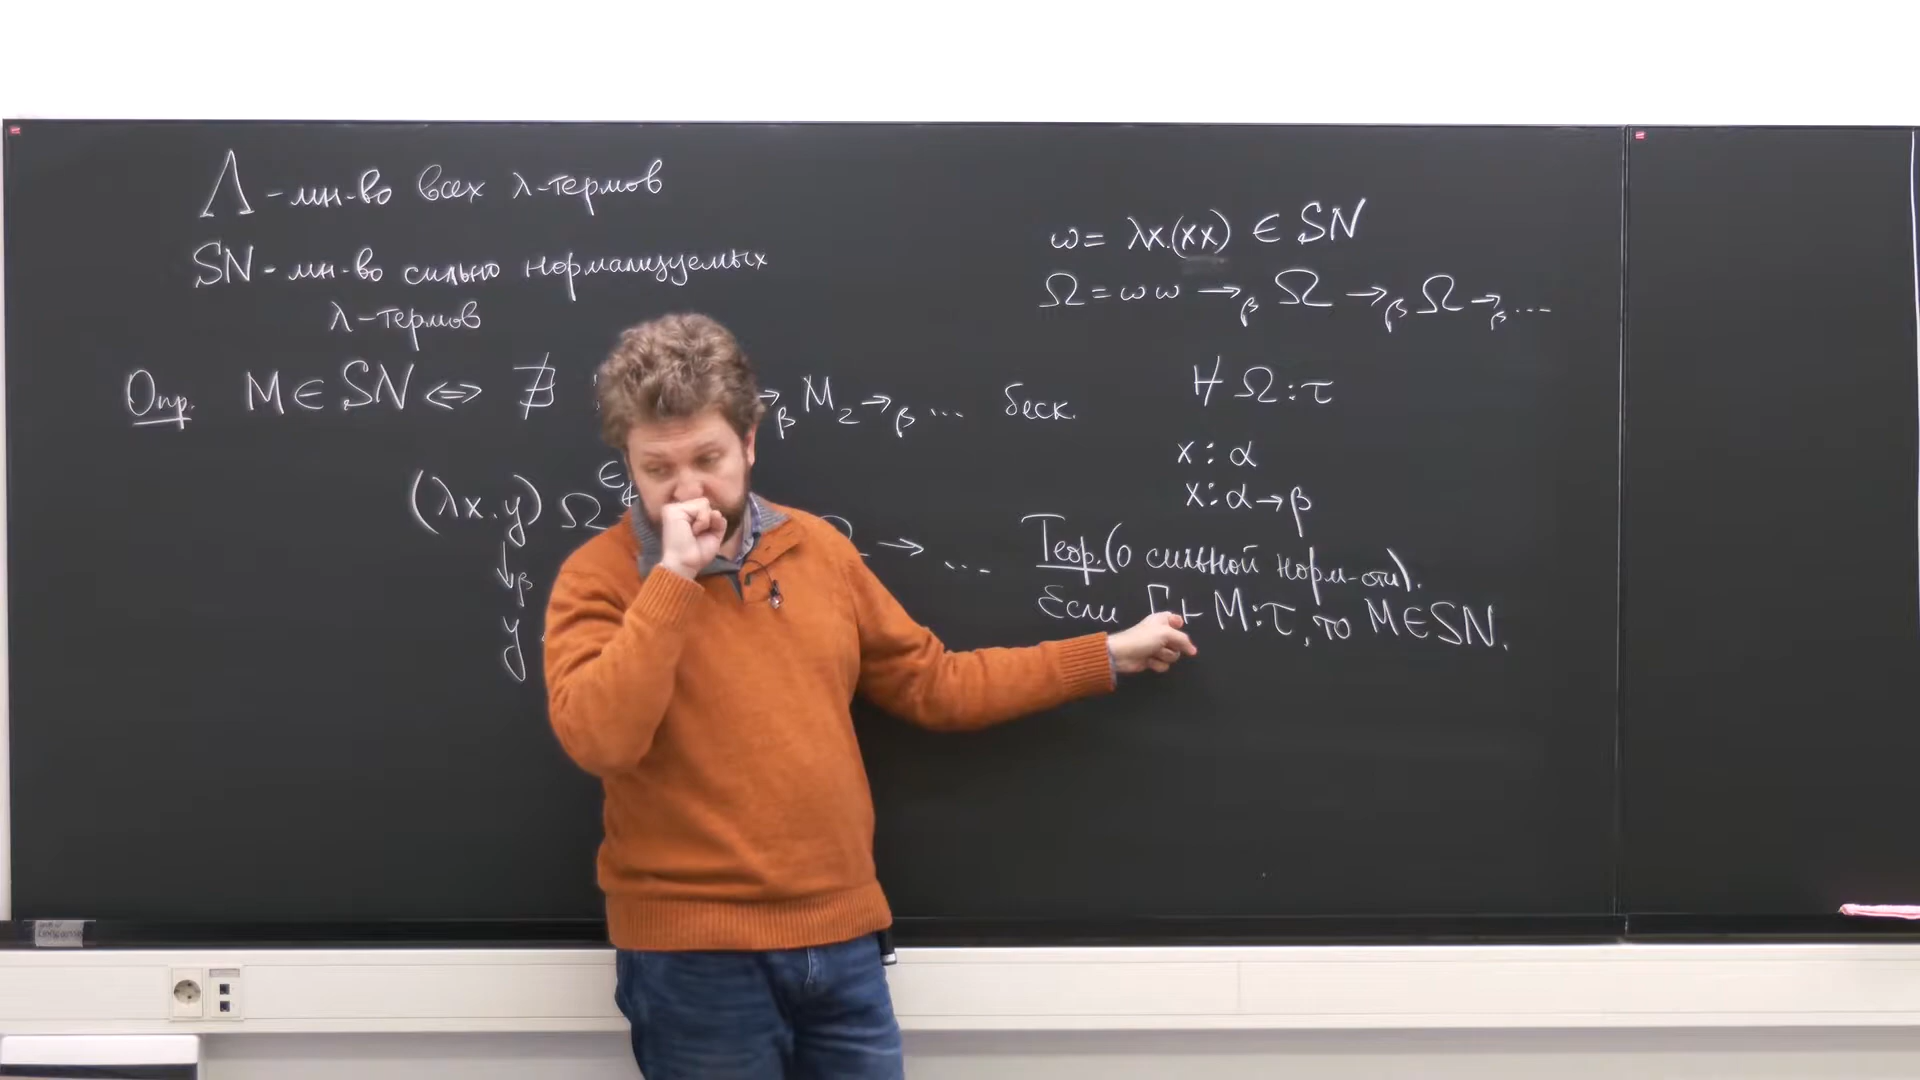 Λ - мн-во всех λ-термов
SN - мн-во сильно нормализуемых
λ-термов
Опр. M ∈ SN ⇔ ∄ →β M₂ →β ... беск.
(λx.y) Ω → ...
↓β
y
ω = λx.(xx) ∈ SN
Ω = ωω →β Ω →β Ω →β ...
⊬ Ω : τ
x : α
x : α → β
Теор. (о сильной норм-сти).
Если Γ ⊢ M : τ, то M ∈ SN.